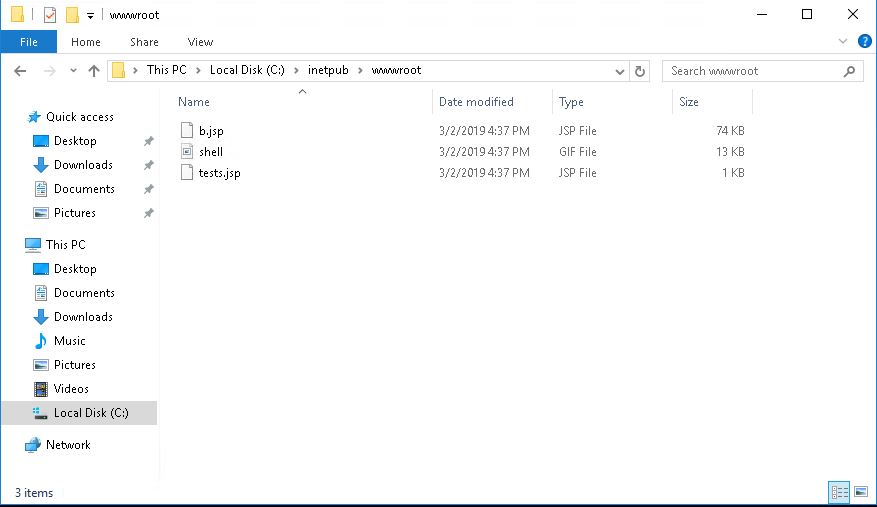 wwwroot
File Home Share View
This PC Local Disk (C:) inetpub wwwroot Search wwwroot
Name Date modified Type Size
Quick access
Desktop
Downloads
Documents
Pictures
This PC
Desktop
Documents
Downloads
Music
Pictures
Videos
Local Disk (C:)
Network
b.jsp 3/2/2019 4:37 PM JSP File 74 KB
shell 3/2/2019 4:37 PM GIF File 13 KB
tests.jsp 3/2/2019 4:37 PM JSP File 1 KB
3 items